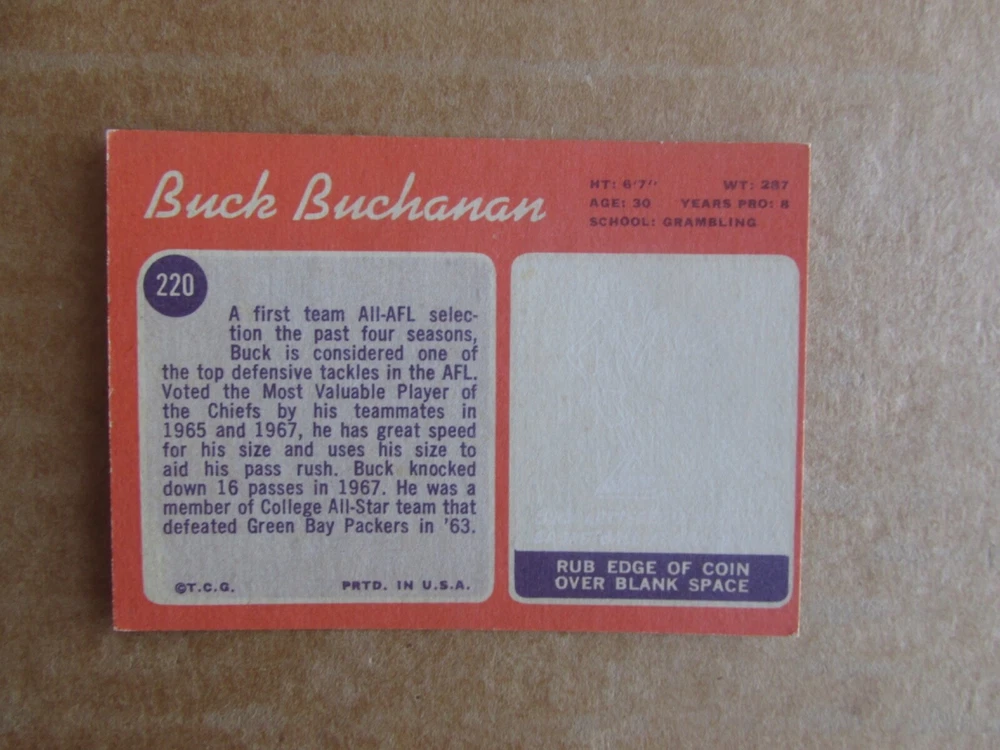 Buck Buchanan
HT: 6'7" WT: 287
AGE: 30 YEARS PRO: 8
SCHOOL: GRAMBLING
220
A first team All-AFL selec-
tion the past four seasons,
Buck is considered one of
the top defensive tackles in the AFL.
Voted the Most Valuable Player of
the Chiefs by his teammates in
1965 and 1967, he has great speed
for his size and uses his size to
aid his pass rush. Buck knocked
down 16 passes in 1967. He was a
member of College All-Star team that
defeated Green Bay Packers in '63.
©T.C.G. PRTD. IN U.S.A.
RUB EDGE OF COIN
OVER BLANK SPACE